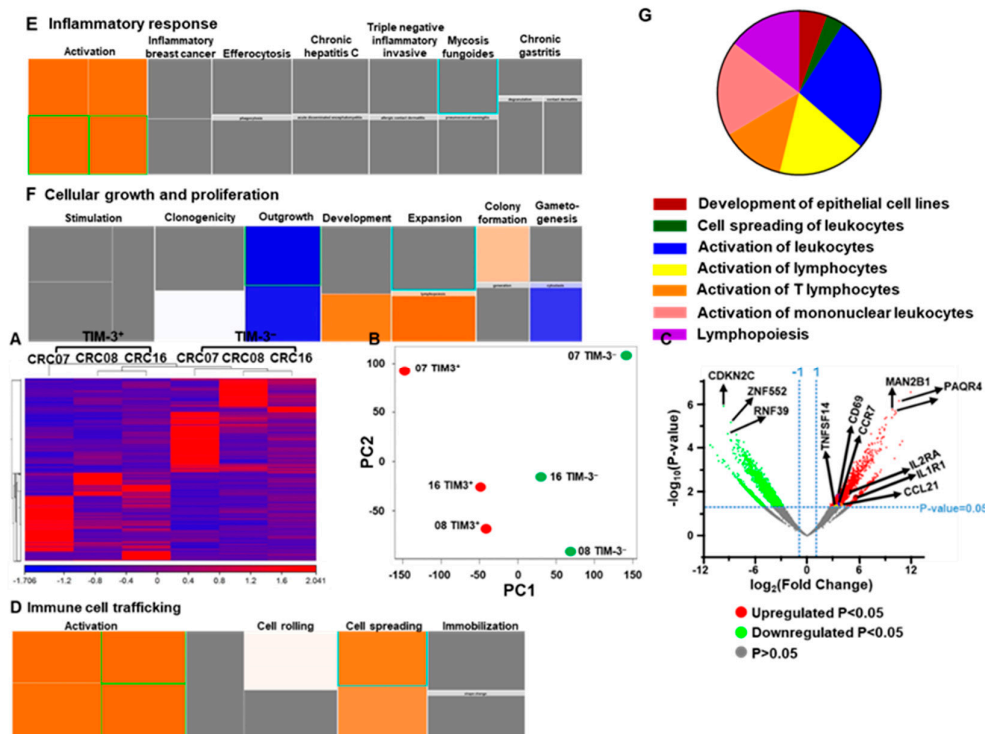 E Inflammatory response
Activation
Inflammatory
breast cancer
Efferocytosis
Chronic
hepatitis C
Triple negative
inflammatory
invasive
Mycosis
fungoides
Chronic
gastritis
F Cellular growth and proliferation
Stimulation
Clonogenicity
Outgrowth
Development
Expansion
Colony
formation
Gameto-
genesis
G
Development of epithelial cell lines
Cell spreading of leukocytes
Activation of leukocytes
Activation of lymphocytes
Activation of T lymphocytes
Activation of mononuclear leukocytes
Lymphopoiesis
A
TIM-3+ TIM-3−
CRC07 CRC08 CRC16 CRC07 CRC08 CRC16
-1.706 -1.2 -0.8 -0.4 0 0.4 0.8 1.2 1.6 2.041
B
100
50
0
-50
PC2
07 TIM3+
07 TIM-3−
16 TIM3+
16 TIM-3−
08 TIM3+
08 TIM-3−
-150 -100 -50 0 50 100 150
PC1
C
-1 1
6
4
2
0
-log10(P-value)
CDKN2C
ZNF552
RNF39
TNFSF14
CD69
CCR7
MAN2B1
PAQR4
IL2RA
IL1R1
CCL21
P-value=0.05
-12 -6 0 6 12
log2(Fold Change)
Upregulated P<0.05
Downregulated P<0.05
P>0.05
D Immune cell trafficking
Activation
Cell rolling
Cell spreading
Immobilization
shape change